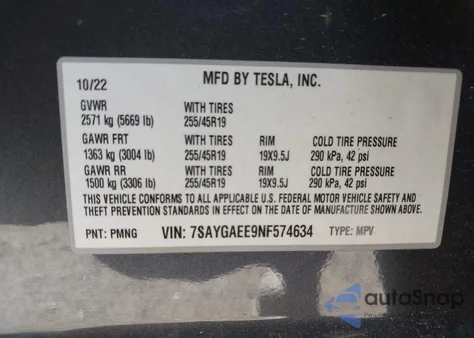 MFD BY TESLA, INC.
10/22
GVWR WITH TIRES
2571 kg (5669 lb) 255/45R19
GAWR FRT WITH TIRES RIM COLD TIRE PRESSURE
1363 kg (3004 lb) 255/45R19 19X9.5J 290 kPa, 42 psi
GAWR RR WITH TIRES RIM COLD TIRE PRESSURE
1500 kg (3306 lb) 255/45R19 19X9.5J 290 kPa, 42 psi
THIS VEHICLE CONFORMS TO ALL APPLICABLE U.S. FEDERAL MOTOR VEHICLE SAFETY AND
THEFT PREVENTION STANDARDS IN EFFECT ON THE DATE OF MANUFACTURE SHOWN ABOVE.
PNT: PMNG VIN: 7SAYGAEE9NF574634 TYPE: MPV
autoSnap